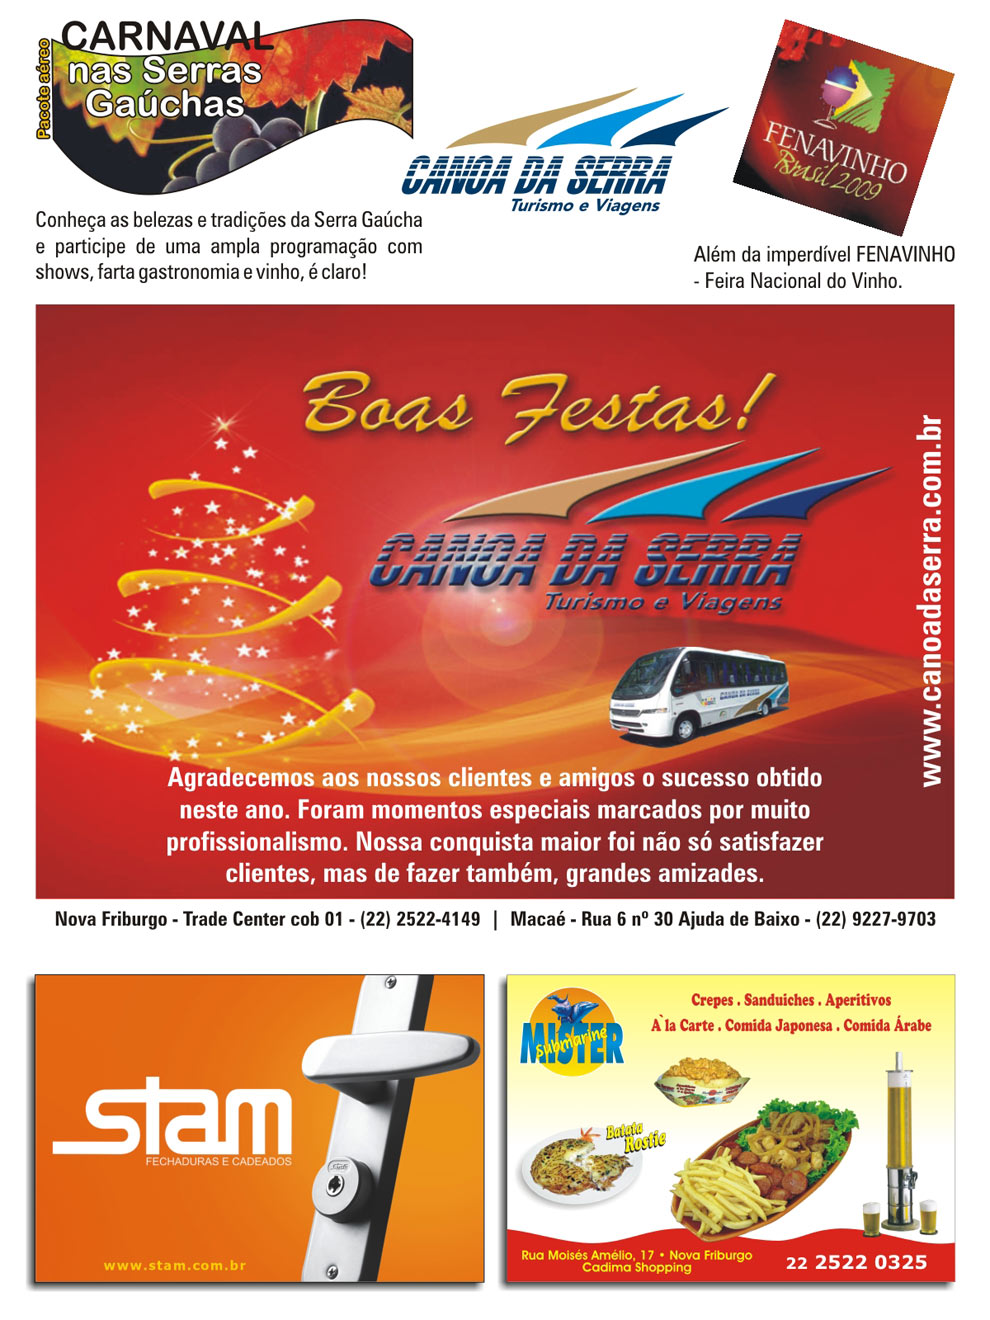 Pacote aéreo
CARNAVAL
nas Serras
Gaúchas
CANOA DA SERRA
Turismo e Viagens
FENAVINHO
Brasil 2009
Conheça as belezas e tradições da Serra Gaúcha
e participe de uma ampla programação com
shows, farta gastronomia e vinho, é claro!
Além da imperdível FENAVINHO
- Feira Nacional do Vinho.
Boas Festas!
CANOA DA SERRA
Turismo e Viagens
www.canoadaserra.com.br
CANOA DA SERRA
Agradecemos aos nossos clientes e amigos o sucesso obtido
neste ano. Foram momentos especiais marcados por muito
profissionalismo. Nossa conquista maior foi não só satisfazer
clientes, mas de fazer também, grandes amizades.
Nova Friburgo - Trade Center cob 01 - (22) 2522-4149 | Macaé - Rua 6 nº 30 Ajuda de Baixo - (22) 9227-9703
stam
FECHADURAS E CADEADOS
stam
www.stam.com.br
MISTER
submarine
Crepes . Sanduiches . Aperitivos
À la Carte . Comida Japonesa . Comida Árabe
Batata
Rostie
Rua Moisés Amélio, 17 • Nova Friburgo
Cadima Shopping
22 2522 0325